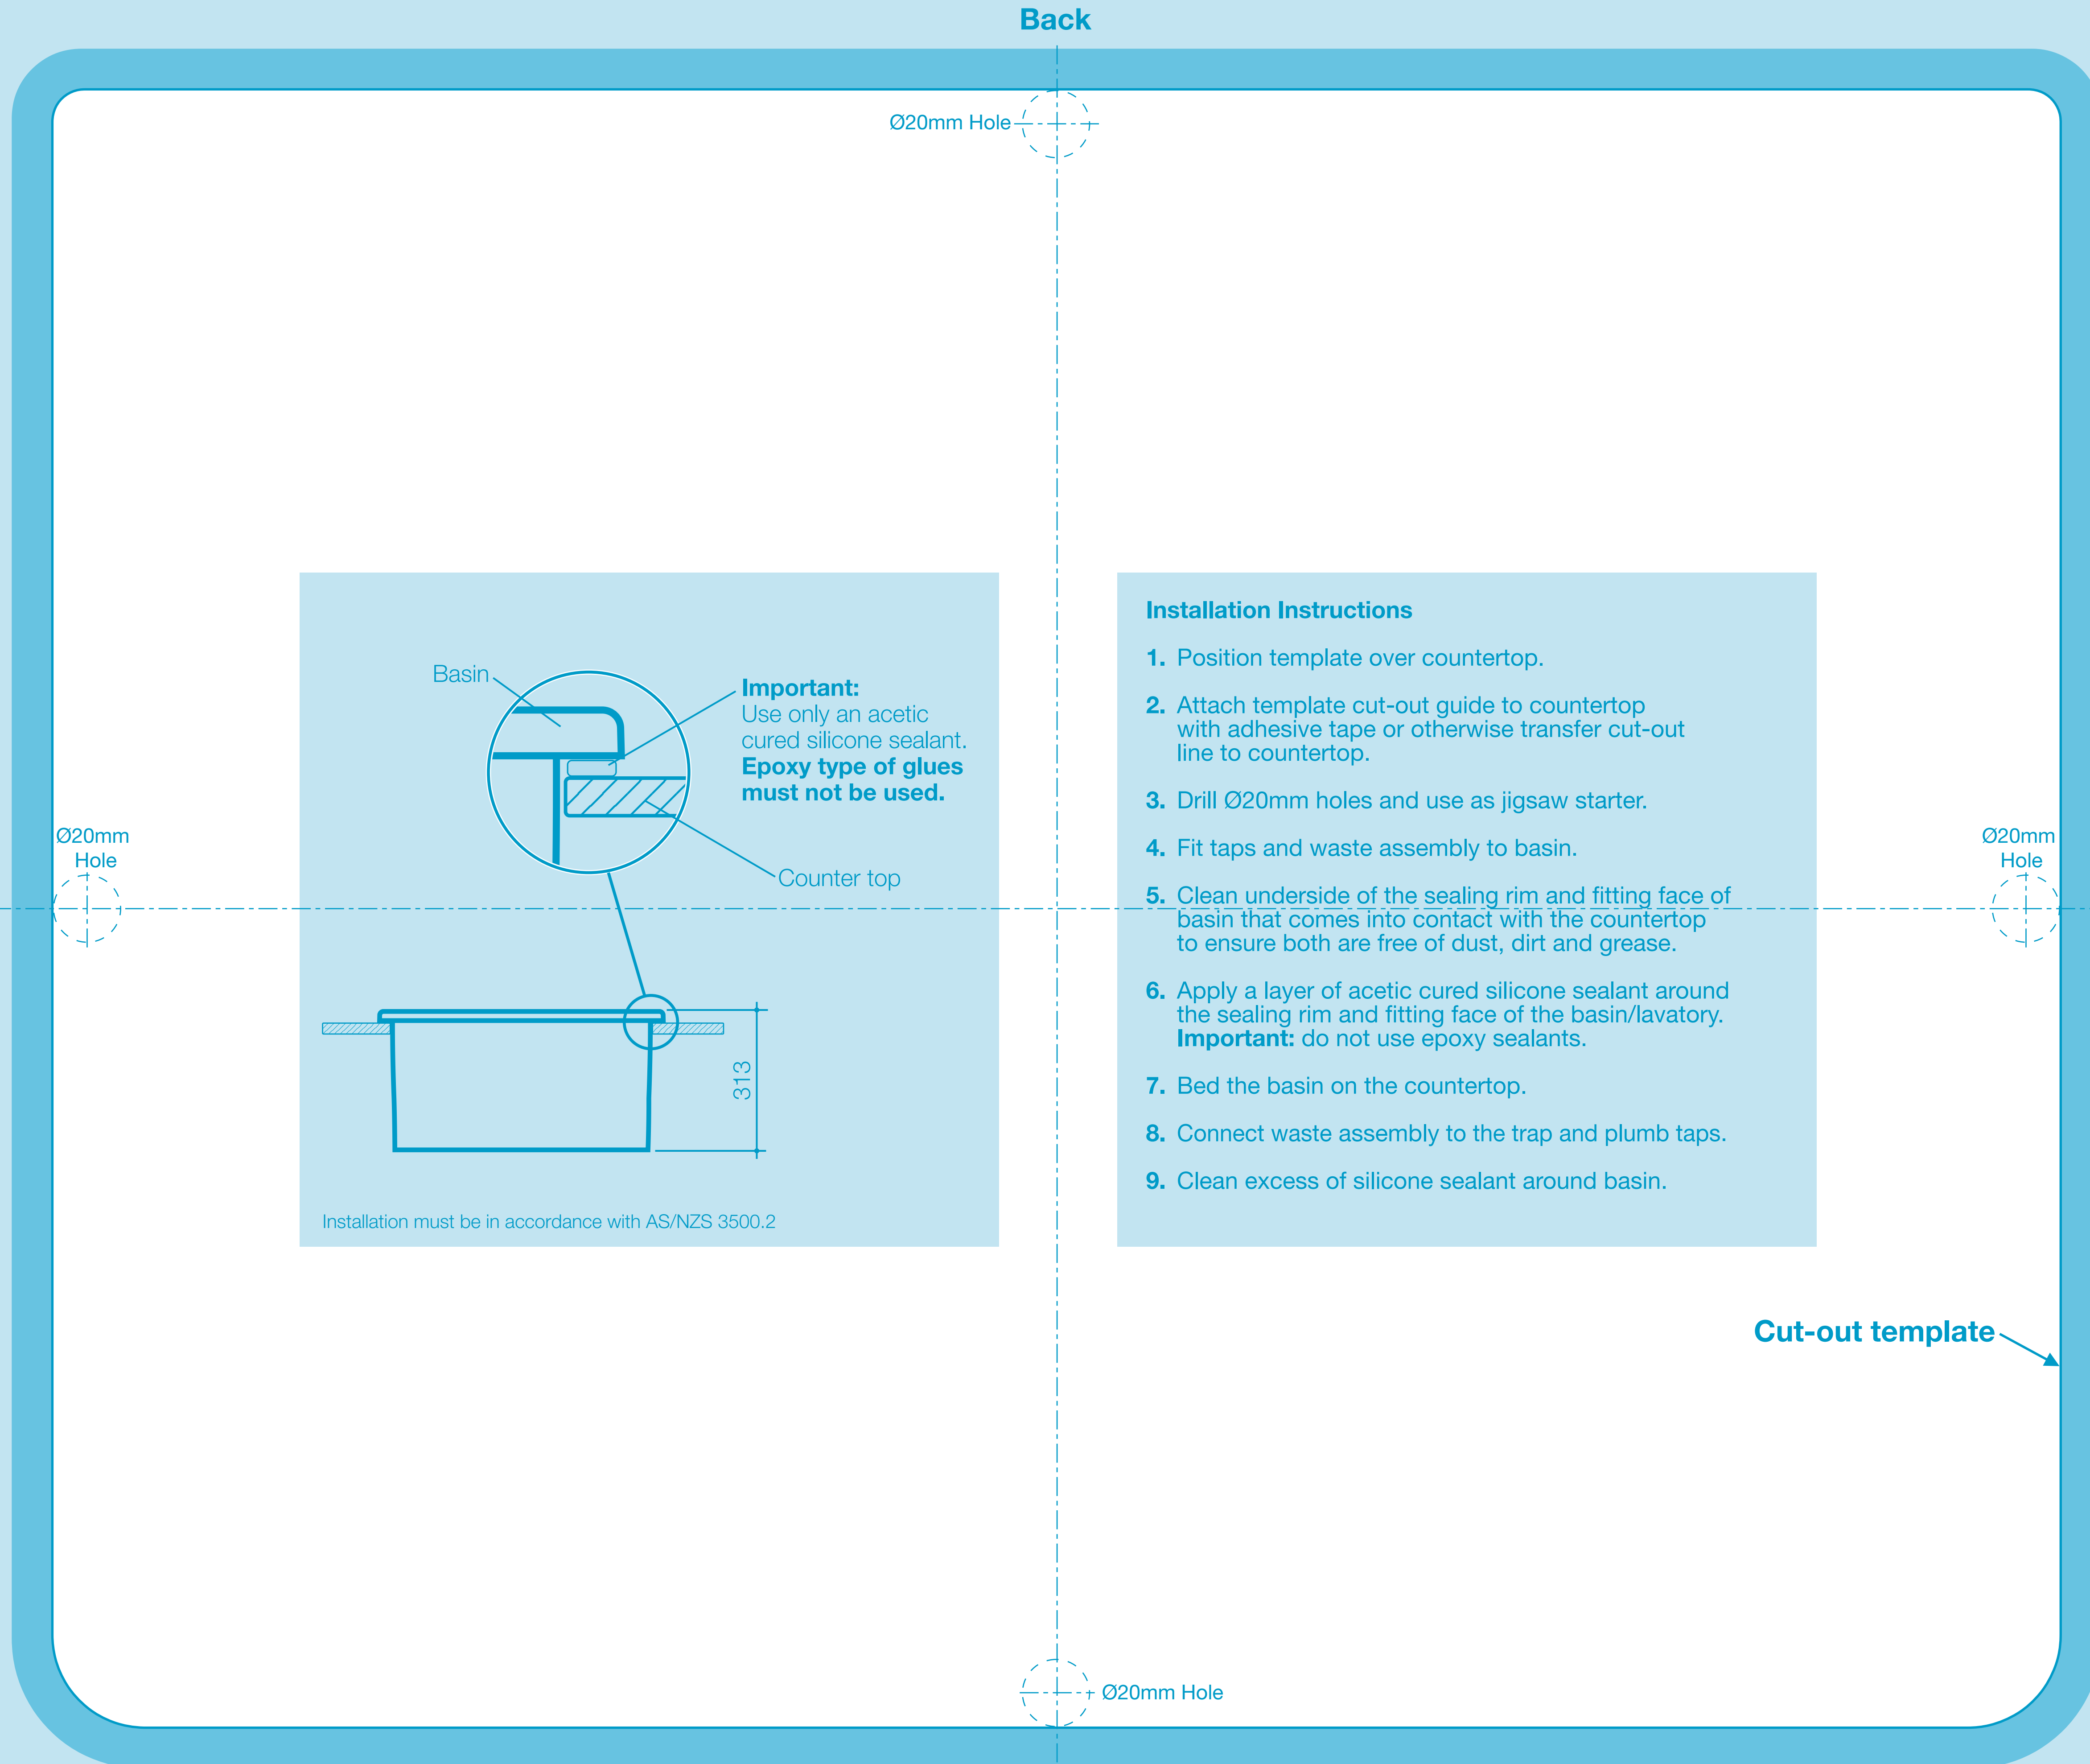 Back
Ø20mm Hole
Basin
Important:
Use only an acetic
cured silicone sealant.
Epoxy type of glues
must not be used.
Counter top
313
Installation must be in accordance with AS/NZS 3500.2
Ø20mm
Hole
Installation Instructions
1. Position template over countertop.
2. Attach template cut-out guide to countertop
with adhesive tape or otherwise transfer cut-out
line to countertop.
3. Drill Ø20mm holes and use as jigsaw starter.
4. Fit taps and waste assembly to basin.
5. Clean underside of the sealing rim and fitting face of
basin that comes into contact with the countertop
to ensure both are free of dust, dirt and grease.
6. Apply a layer of acetic cured silicone sealant around
the sealing rim and fitting face of the basin/lavatory.
Important: do not use epoxy sealants.
7. Bed the basin on the countertop.
8. Connect waste assembly to the trap and plumb taps.
9. Clean excess of silicone sealant around basin.
Ø20mm
Hole
Cut-out template
Ø20mm Hole